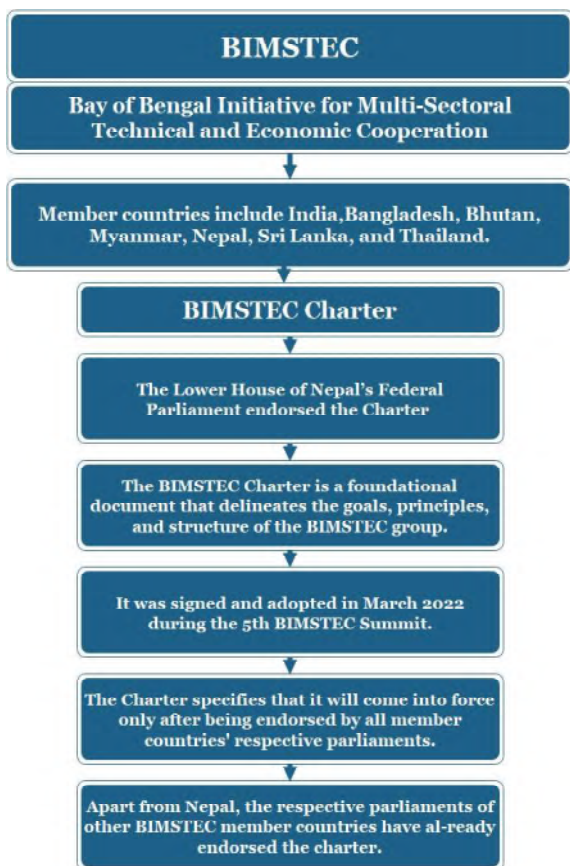 BIMSTEC
Bay of Bengal Initiative for Multi-Sectoral
Technical and Economic Cooperation
Member countries include India,Bangladesh, Bhutan,
Myanmar, Nepal, Sri Lanka, and Thailand.
BIMSTEC Charter
The Lower House of Nepal's Federal
Parliament endorsed the Charter
The BIMSTEC Charter is a foundational
document that delineates the goals, principles,
and structure of the BIMSTEC group.
It was signed and adopted in March 2022
during the 5th BIMSTEC Summit.
The Charter specifies that it will come into force
only after being endorsed by all member
countries' respective parliaments.
Apart from Nepal, the respective parliaments of
other BIMSTEC member countries have al-ready
endorsed the charter.